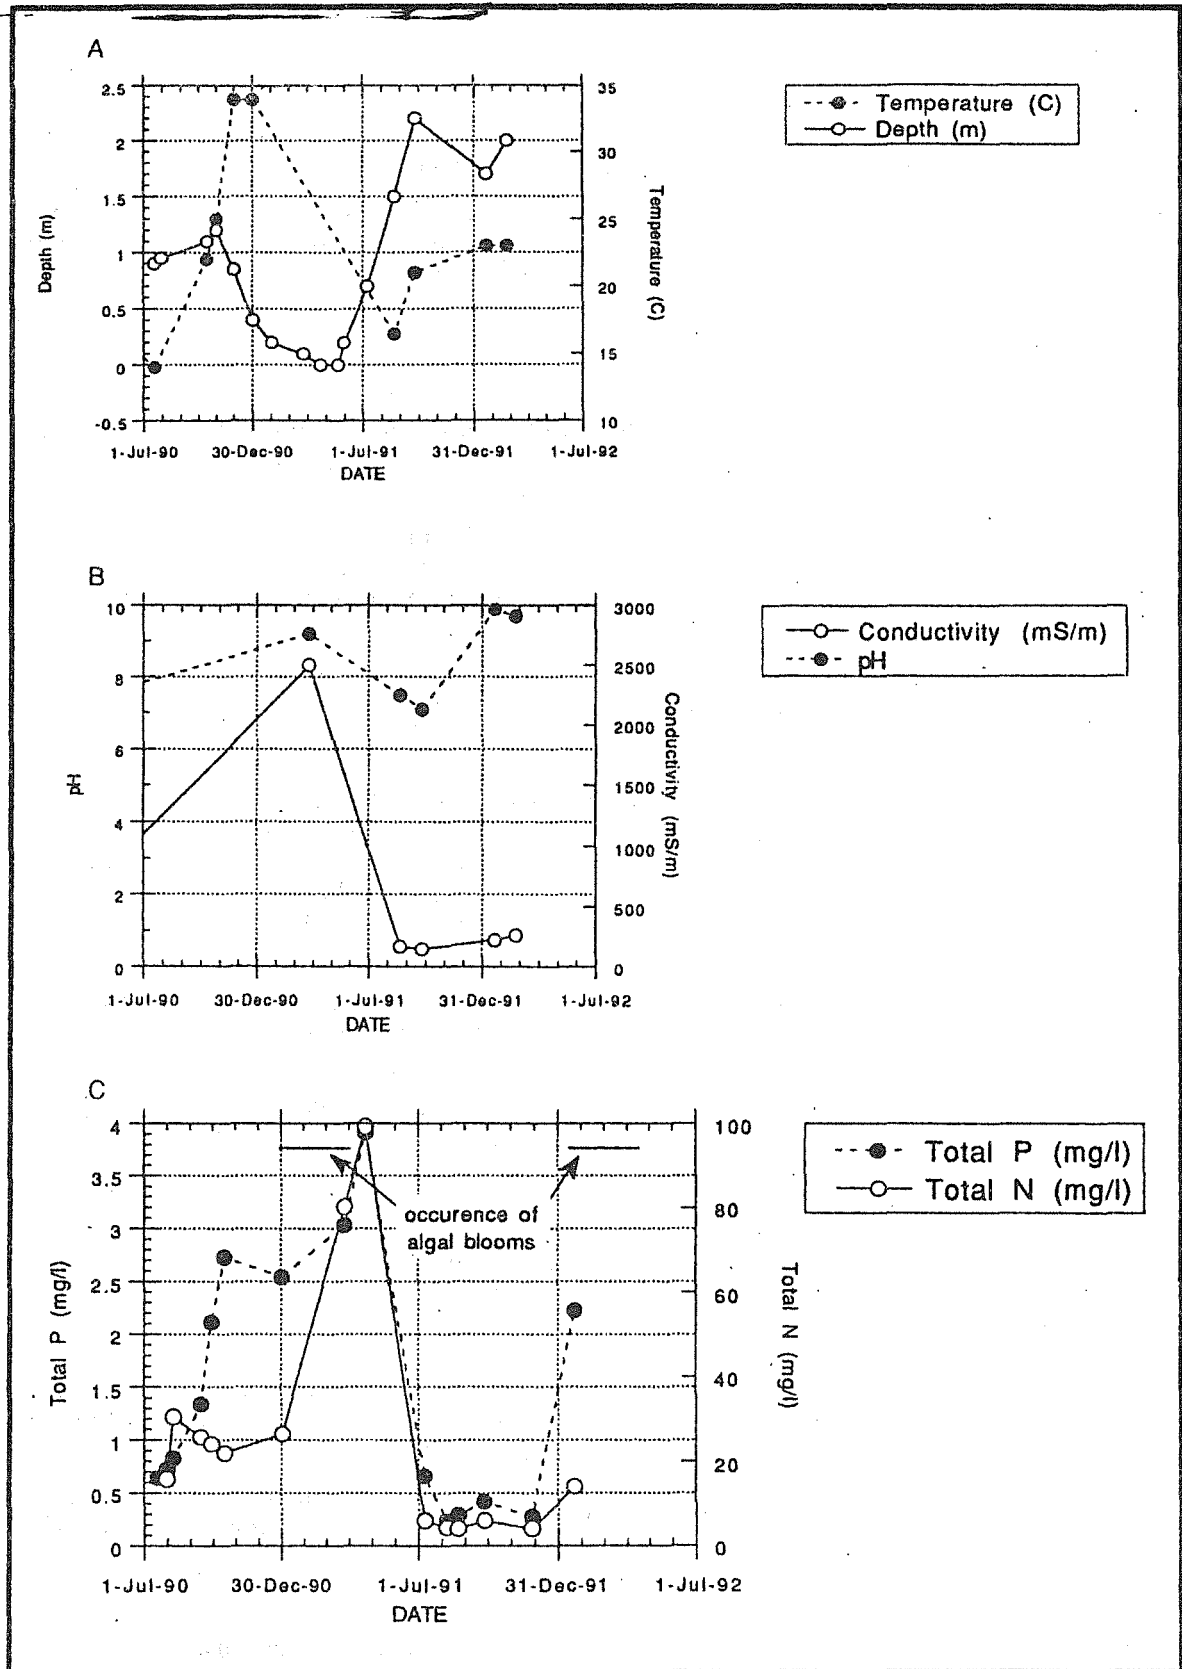 A
2.5
2
1.5
1
0.5
0
-0.5
35
30
25
20
15
10
Depth (m)
Temperature (C)
1-Jul-90 30-Dec-90 1-Jul-91 31-Dec-91 1-Jul-92
DATE
Temperature (C)
Depth (m)
B
10
8
6
4
2
0
3000
2500
2000
1500
1000
500
0
pH
Conductivity (mS/m)
1-Jul-90 30-Dec-90 1-Jul-91 31-Dec-91 1-Jul-92
DATE
Conductivity (mS/m)
pH
C
4
3.5
3
2.5
2
1.5
1
0.5
0
100
80
60
40
20
0
Total P (mg/l)
Total N (mg/l)
occurence of
algal blooms
1-Jul-90 30-Dec-90 1-Jul-91 31-Dec-91 1-Jul-92
DATE
Total P (mg/l)
Total N (mg/l)